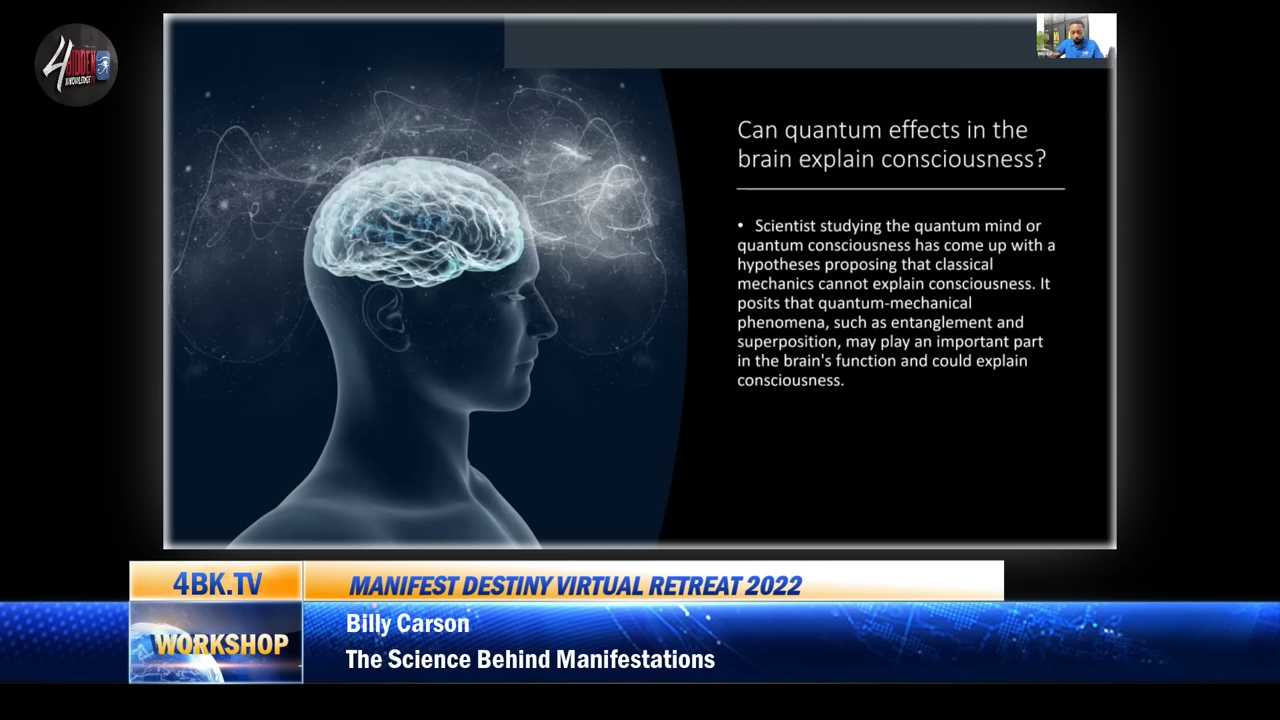 4
HIDDEN
KNOWLEDGE
Can quantum effects in the
brain explain consciousness?
• Scientist studying the quantum mind or
quantum consciousness has come up with a
hypotheses proposing that classical
mechanics cannot explain consciousness. It
posits that quantum-mechanical
phenomena, such as entanglement and
superposition, may play an important part
in the brain's function and could explain
consciousness.
4BK.TV
MANIFEST DESTINY VIRTUAL RETREAT 2022
WORKSHOP
Billy Carson
The Science Behind Manifestations